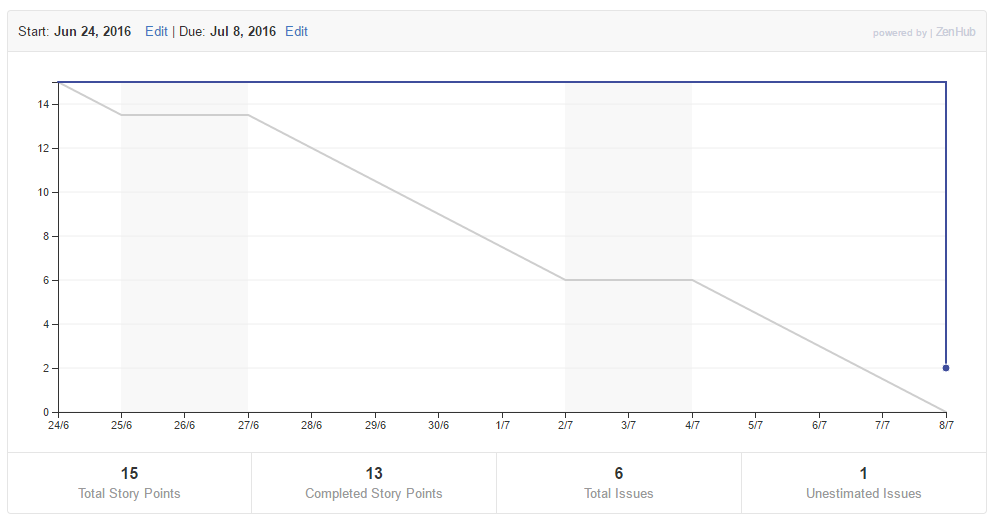 Start: Jun 24, 2016 Edit | Due: Jul 8, 2016 Edit
powered by | ZenHub
14
12
10
8
6
4
2
0
24/6 25/6 26/6 27/6 28/6 29/6 30/6 1/7 2/7 3/7 4/7 5/7 6/7 7/7 8/7
15 13 6 1
Total Story Points Completed Story Points Total Issues Unestimated Issues